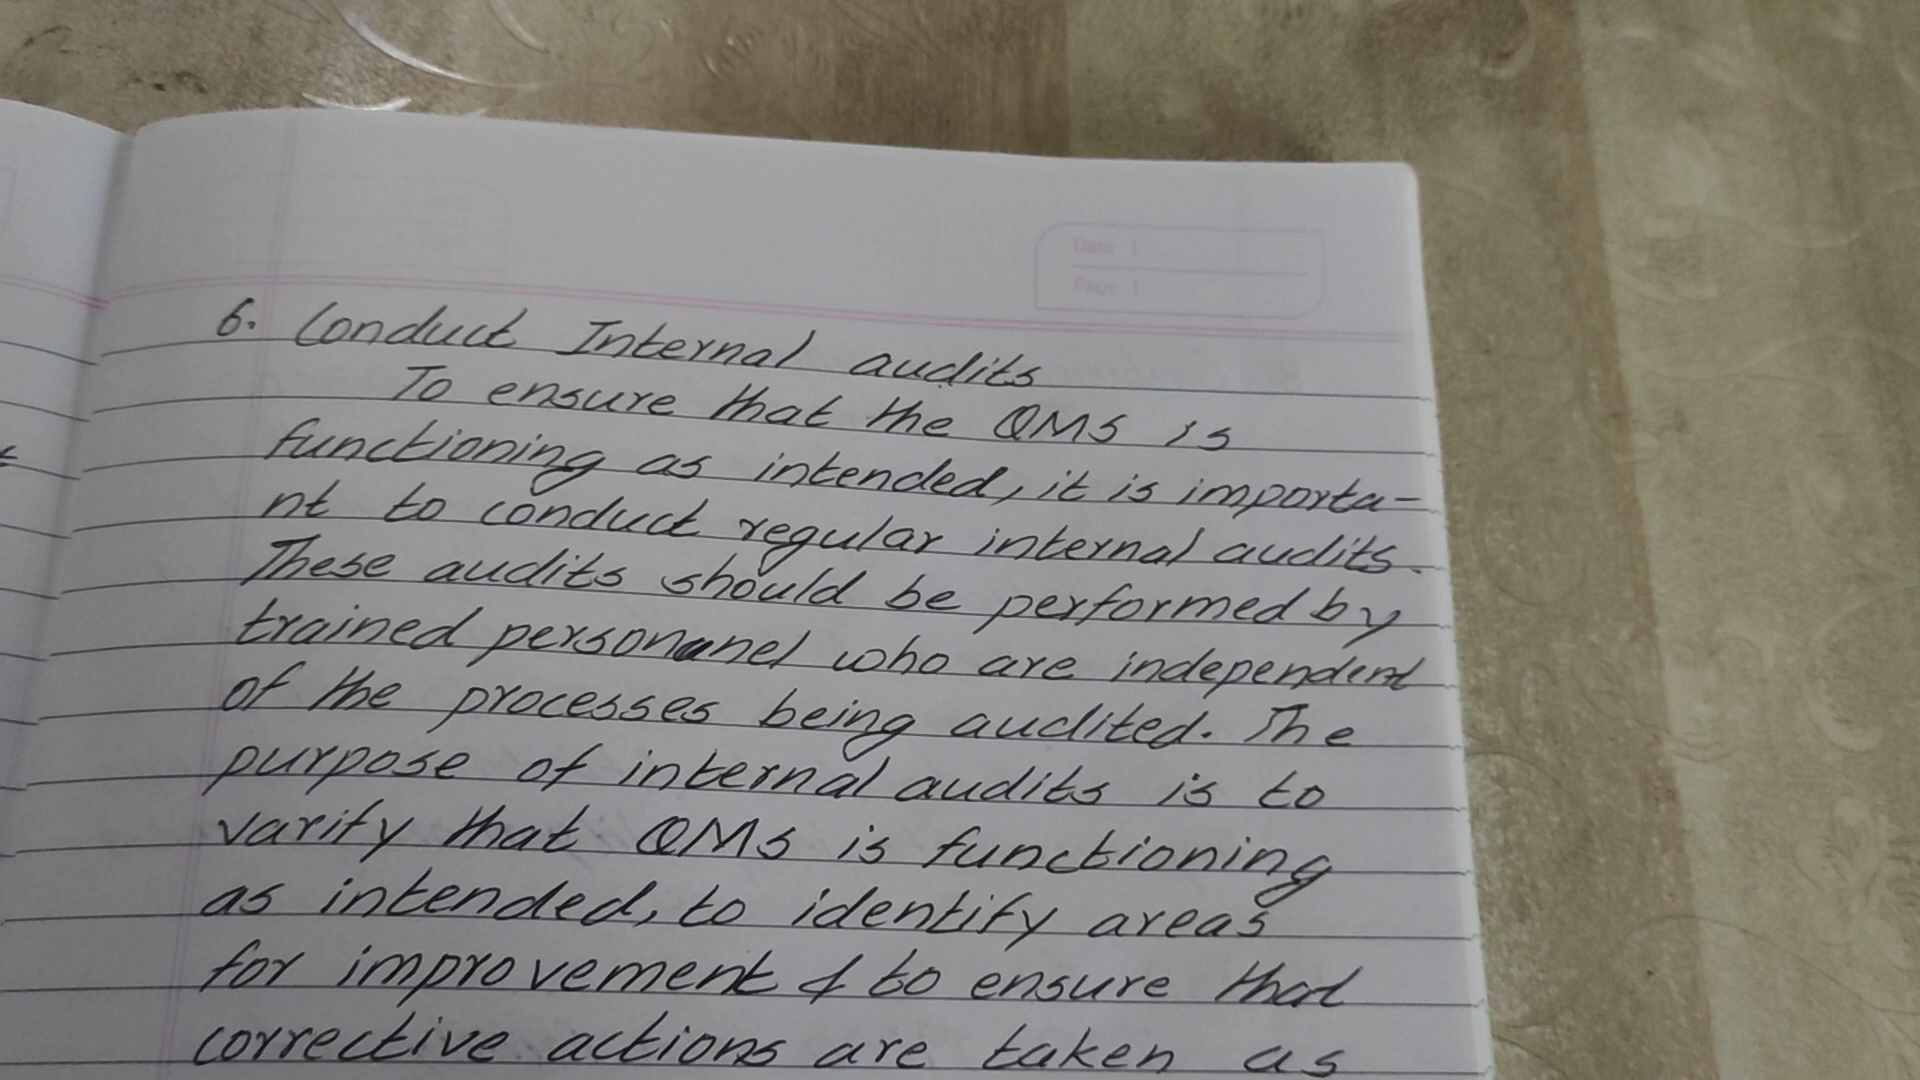 Date
Page
6. Conduct Internal audits
To ensure that the QMS is
functioning as intended, it is importa-
nt to conduct regular internal audits.
These audits should be performed by
trained personanel who are independent
of the processes being audited. The
purpose of internal audits is to
varify that QMS is functioning
as intended, to identify areas
for improvement & to ensure that
corrective actions are taken as